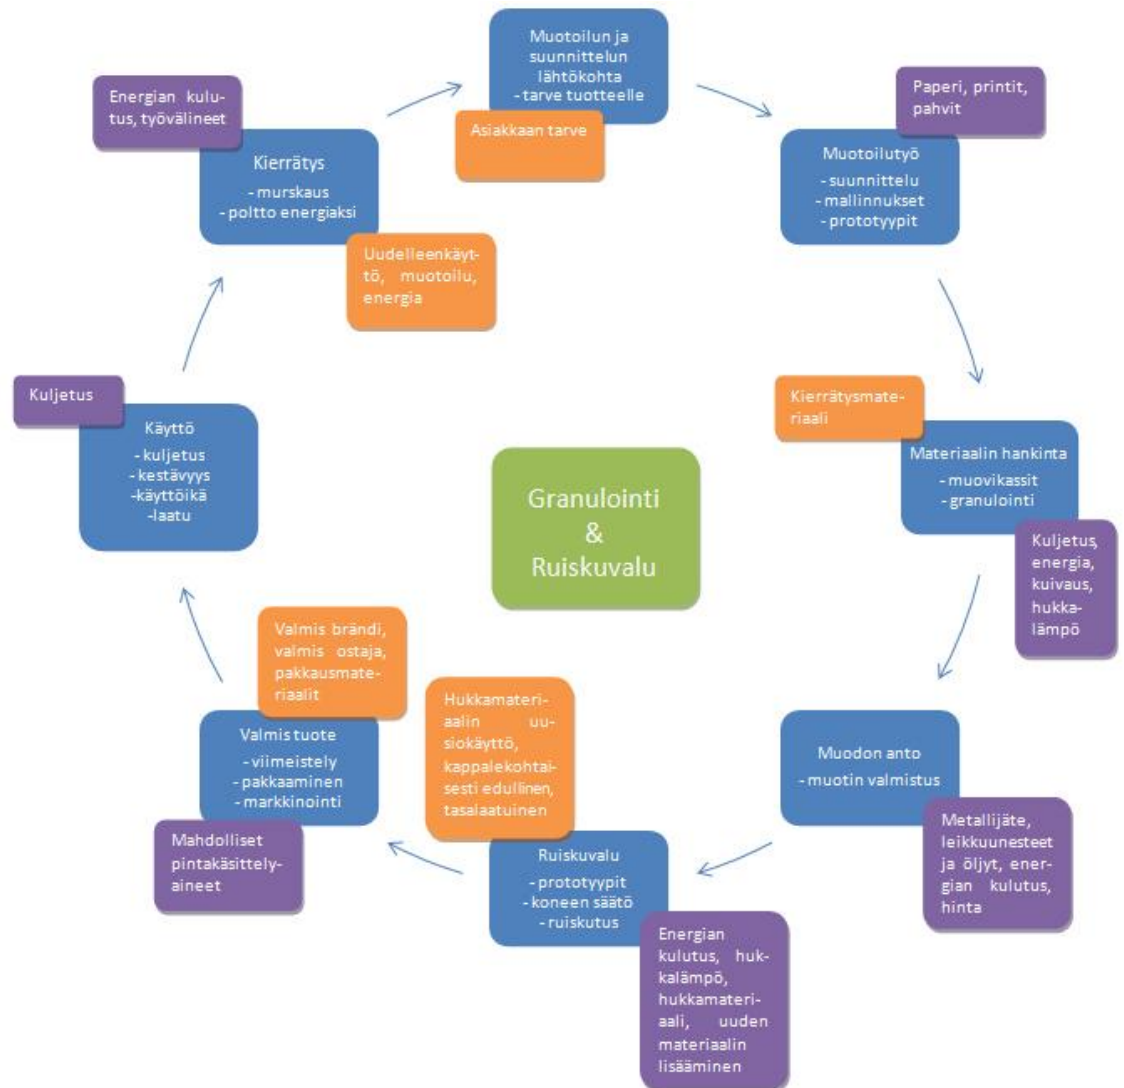 Muotoilun ja
suunnittelun
lähtökohta
- tarve tuotteelle
Asiakkaan tarve
Paperi, printit,
pahvit
Muotoilutyö
- suunnittelu
- mallinnukset
- prototyypit
Kierrätysmate-
riaali
Materiaalin hankinta
- muovikassit
- granulointi
Kuljetus,
energia,
kuivaus,
hukka-
lämpö
Muodon anto
- muotin valmistus
Metallijäte,
leikkuunesteet
ja öljyt, ener-
gian kulutus,
hinta
Hukkamateri-
aalin uu-
siokäyttö,
kappalekohtai-
sesti edullinen,
tasalaatuinen
Ruiskuvalu
- prototyypit
- koneen säätö
- ruiskutus
Energian
kulutus, huk-
kalämpö,
hukkamateri-
aali, uuden
materiaalin
lisääminen
Valmis brändi,
valmis ostaja,
pakkausmate-
riaalit
Valmis tuote
- viimeistely
- pakkaaminen
- markkinointi
Mahdolliset
pintakäsittely-
aineet
Kuljetus
Käyttö
- kuljetus
- kestävyys
-käyttöikä
-laatu
Energian kulu-
tus, työvälineet
Kierrätys
- murskaus
- poltto energiaksi
Uudelleenkäyt-
tö, muotoilu,
energia
Granulointi
&
Ruiskuvalu